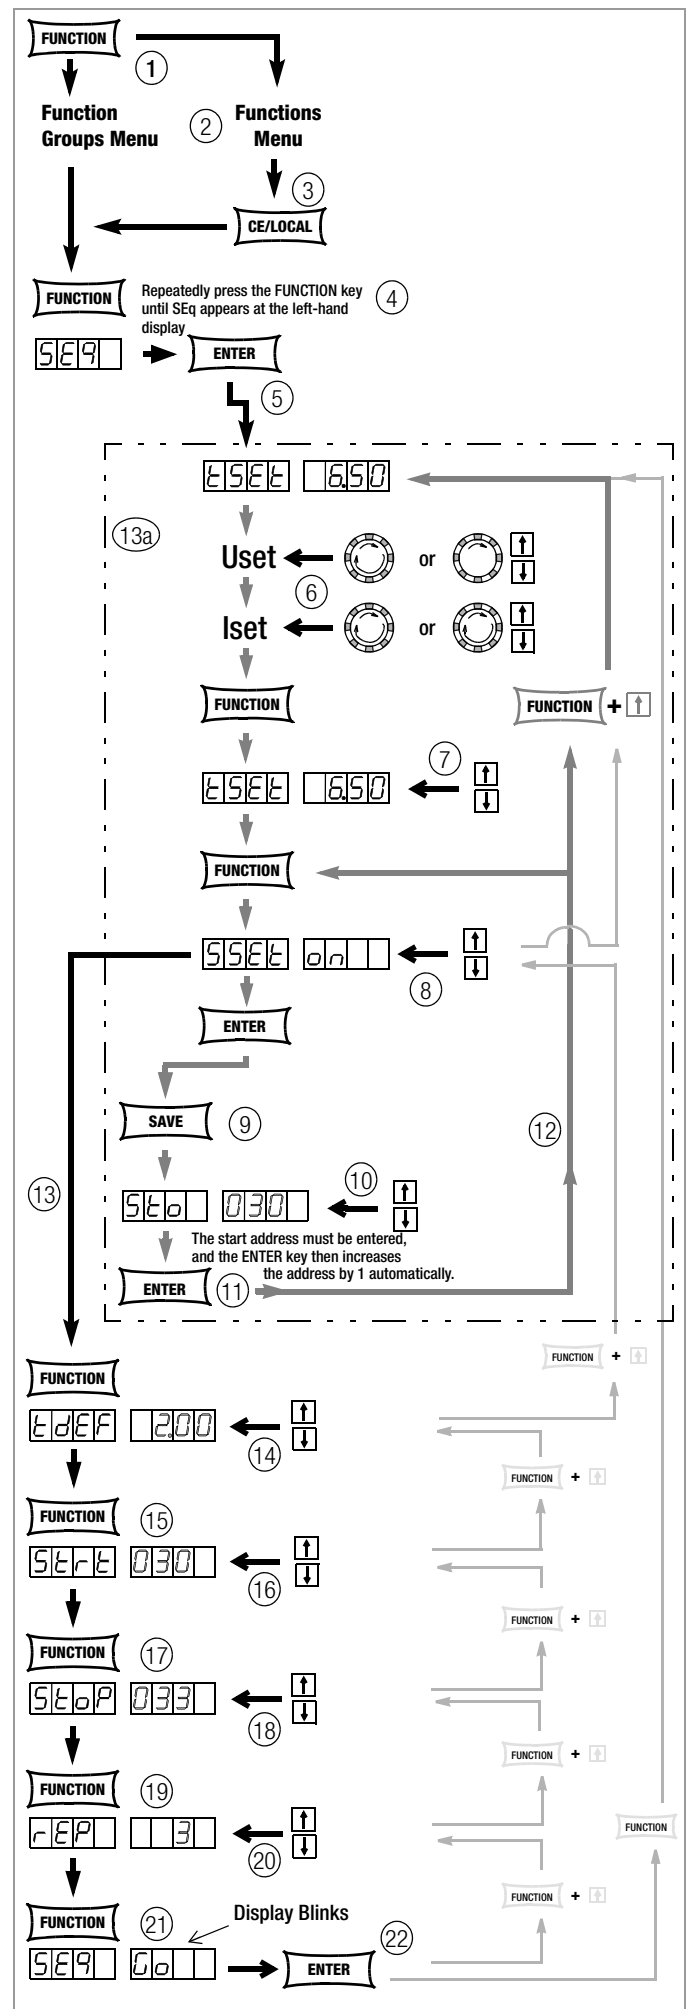 FUNCTION
1
Function
Groups Menu
2
Functions
Menu
3
CE/LOCAL
FUNCTION
Repeatedly press the FUNCTION key
until SEq appears at the left-hand
display
4
SEq
ENTER
5
tSEt 6.50
13a
Uset or
6
Iset or
FUNCTION
FUNCTION +
7
tSEt 6.50
FUNCTION
SSEt on
8
ENTER
SAVE
9
12
13
10
Sto 030
The start address must be entered,
and the ENTER key then increases
the address by 1 automatically.
ENTER
11
FUNCTION +
FUNCTION
tdEF 2.00
14
FUNCTION +
FUNCTION
15
Strt 030
16
FUNCTION +
FUNCTION
17
StoP 033
18
FUNCTION +
FUNCTION
19
rEP 3
20
FUNCTION
FUNCTION +
FUNCTION
21
Display Blinks
22
SEq Go
ENTER